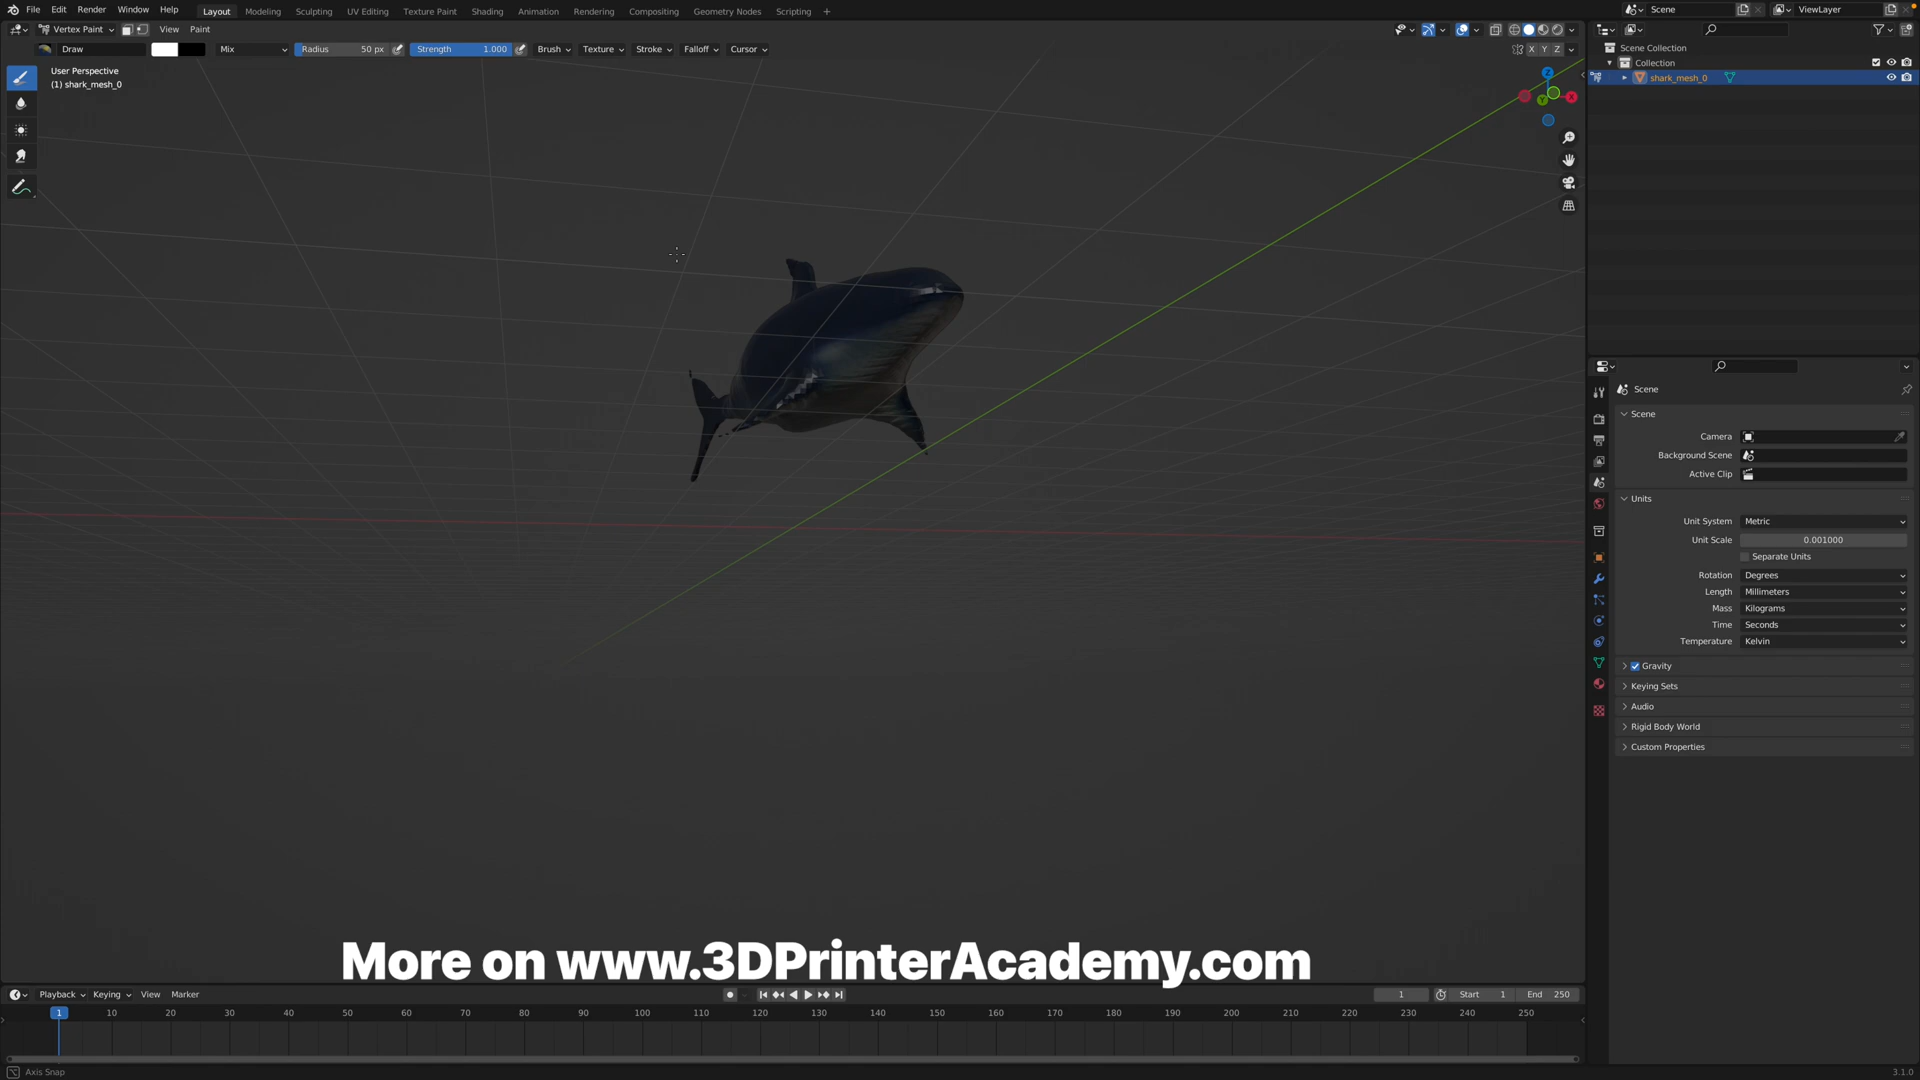 File Edit Render Window Help Layout Modeling Sculpting UV Editing Texture Paint Shading Animation Rendering Compositing Geometry Nodes Scripting + Scene ViewLayer
Vertex Paint View Paint
Draw Mix Radius 50 px Strength 1.000 Brush Texture Stroke Falloff Cursor X Y Z
User Perspective
(1) shark_mesh_0
Z
X
Y
Scene Collection
Collection
shark_mesh_0
Scene
Scene
Camera
Background Scene
Active Clip
Units
Unit System Metric
Unit Scale 0.001000
Separate Units
Rotation Degrees
Length Millimeters
Mass Kilograms
Time Seconds
Temperature Kelvin
Gravity
Keying Sets
Audio
Rigid Body World
Custom Properties
More on www.3DPrinterAcademy.com
Playback Keying View Marker 1 Start 1 End 250
1 10 20 30 40 50 60 70 80 90 100 110 120 130 140 150 160 170 180 190 200 210 220 230 240 250
Axis Snap 3.1.0